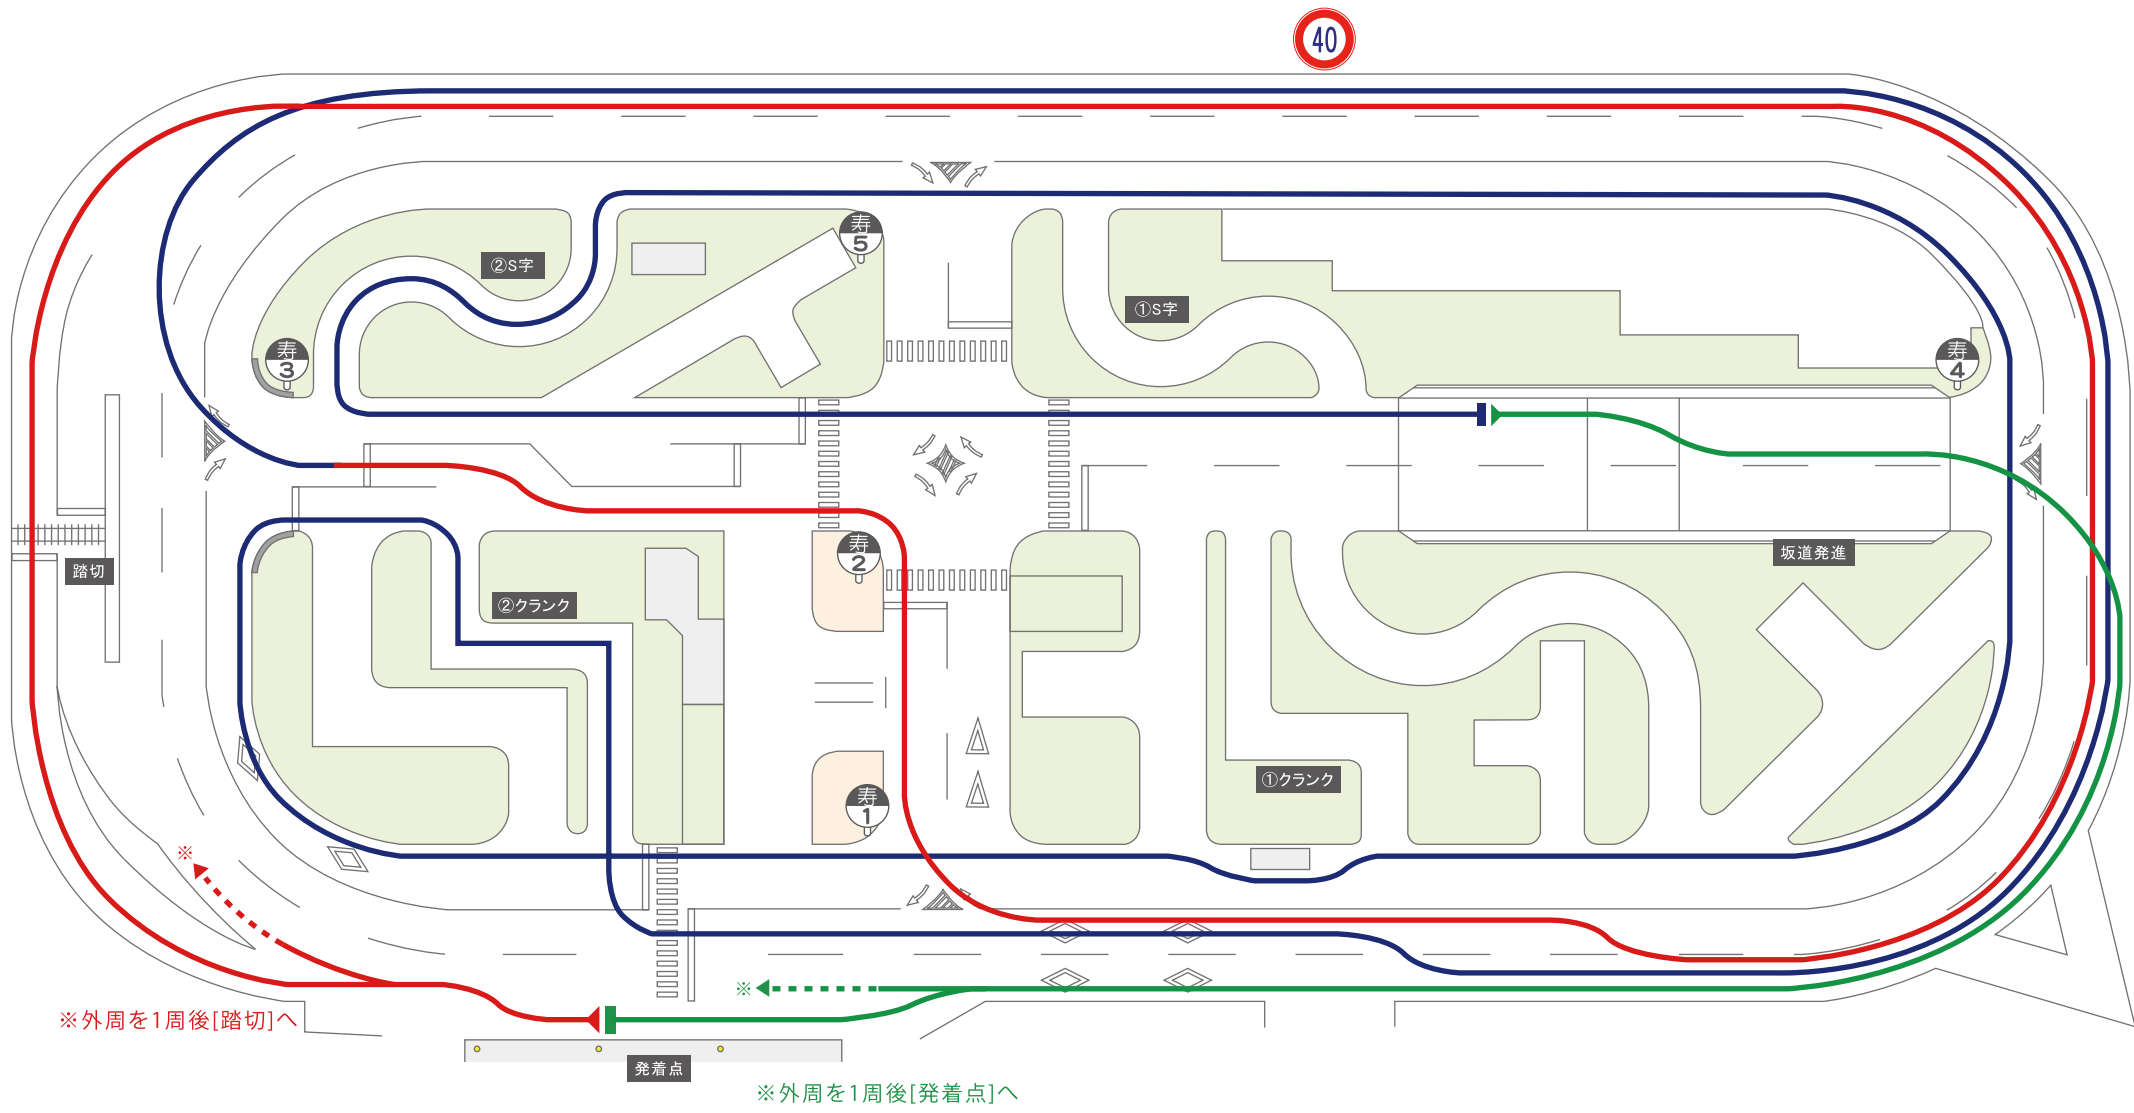 40
寿
5
②S字
①S字
寿
3
寿
4
寿
2
坂道発進
踏切
②クランク
①クランク
寿
1
※
※
※外周を1周後[踏切]へ
発着点
※外周を1周後[発着点]へ